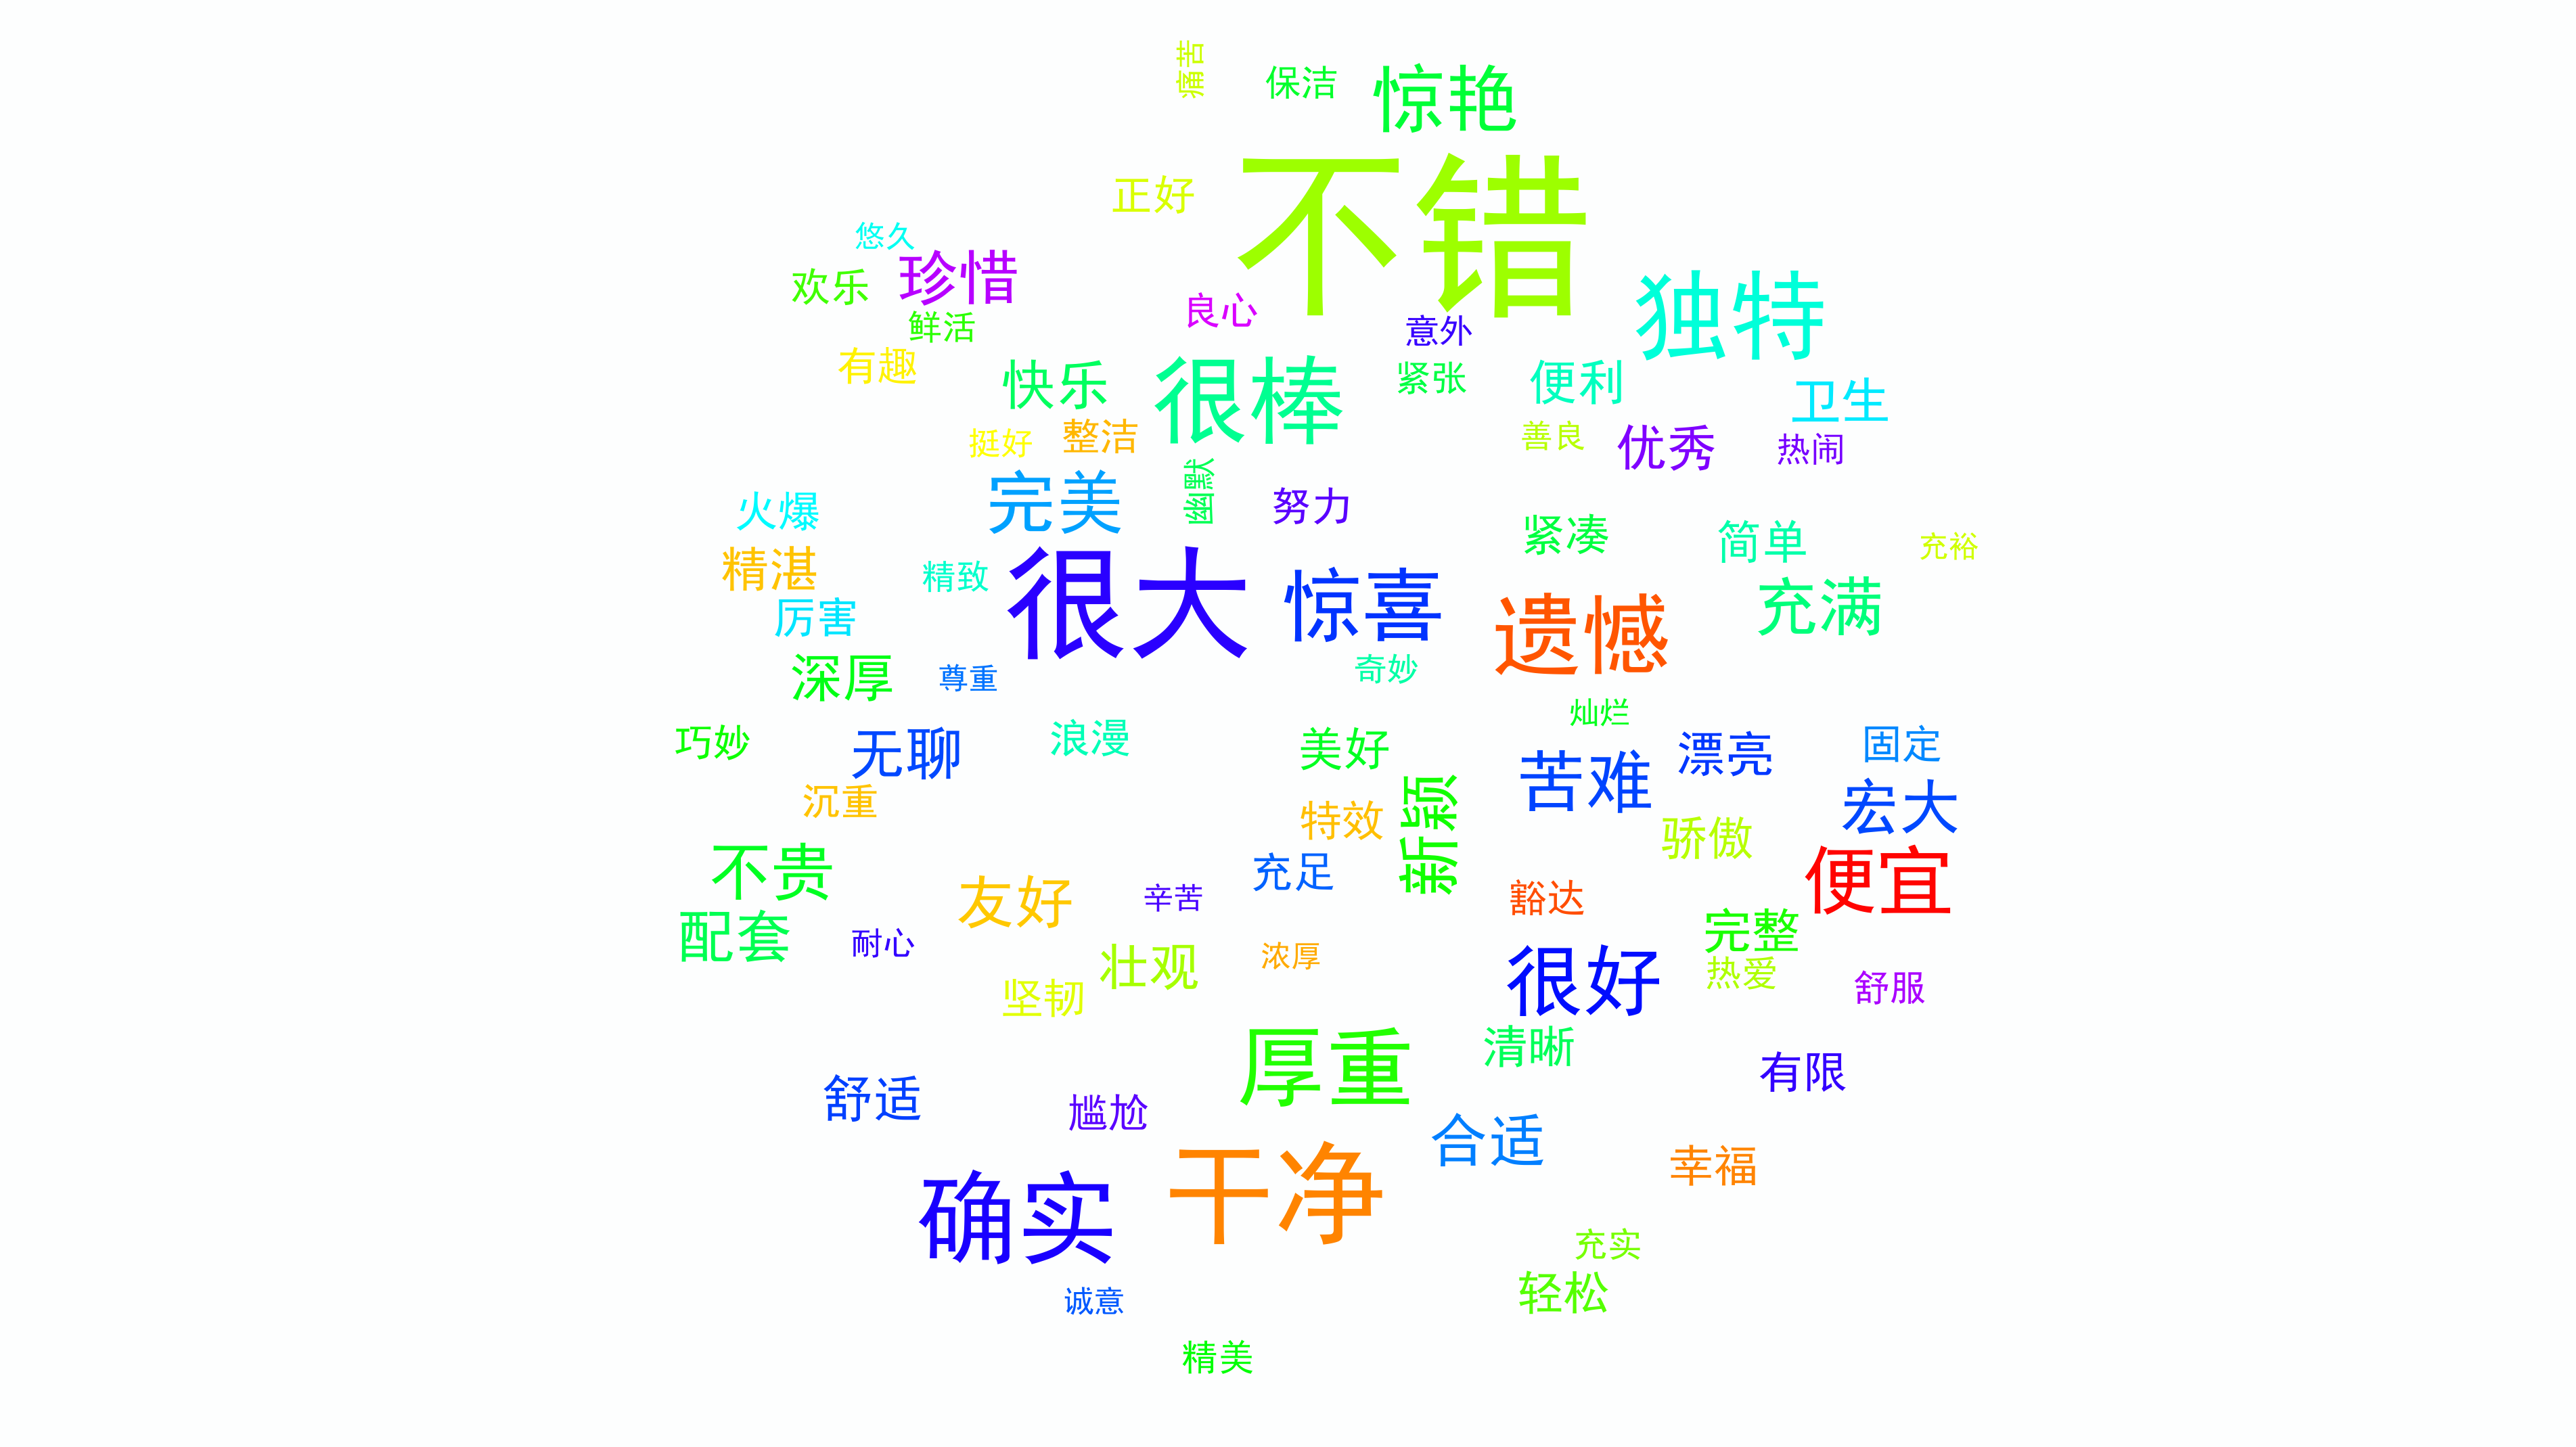 痛苦
保洁
惊艳
不错
正好
悠久
珍惜
欢乐
鲜活
良心
意外
独特
有趣
快乐
很棒
紧张
便利
卫生
挺好
整洁
善良
优秀
热闹
完美
幽默
努力
火爆
紧凑
简单
充裕
精湛
精致
很大
惊喜
遗憾
充满
厉害
深厚
尊重
奇妙
灿烂
巧妙
无聊
浪漫
美好
苦难
漂亮
固定
沉重
特效
新颖
骄傲
宏大
不贵
友好
辛苦
充足
豁达
便宜
配套
耐心
壮观
浓厚
很好
完整
热爱
舒服
坚韧
厚重
清晰
有限
舒适
尴尬
合适
幸福
确实
干净
充实
轻松
诚意
精美